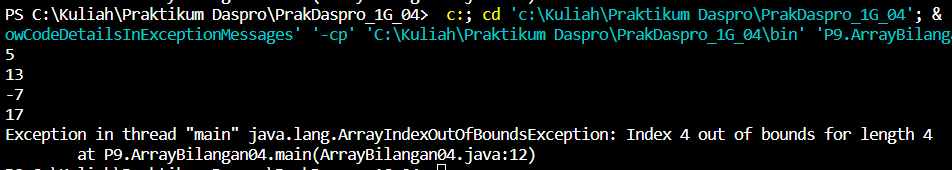 PS C:\Kuliah\Praktikum Daspro\PrakDaspro_1G_04>  c:; cd 'c:\Kuliah\Praktikum Daspro\PrakDaspro_1G_04'; &
owCodeDetailsInExceptionMessages' '-cp' 'C:\Kuliah\Praktikum Daspro\PrakDaspro_1G_04\bin' 'P9.ArrayBilang
5
13
-7
17
Exception in thread "main" java.lang.ArrayIndexOutOfBoundsException: Index 4 out of bounds for length 4
        at P9.ArrayBilangan04.main(ArrayBilangan04.java:12)